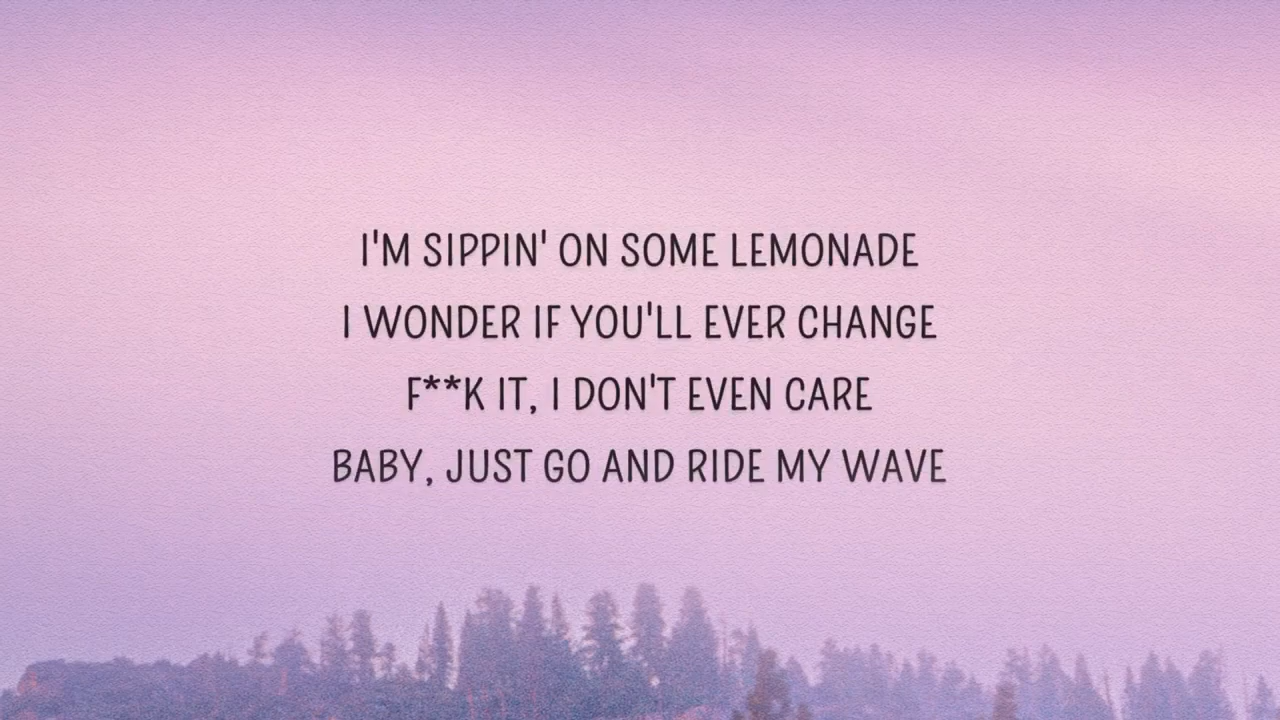 I'M SIPPIN' ON SOME LEMONADE
I WONDER IF YOU'LL EVER CHANGE
F**K IT, I DON'T EVEN CARE
BABY, JUST GO AND RIDE MY WAVE